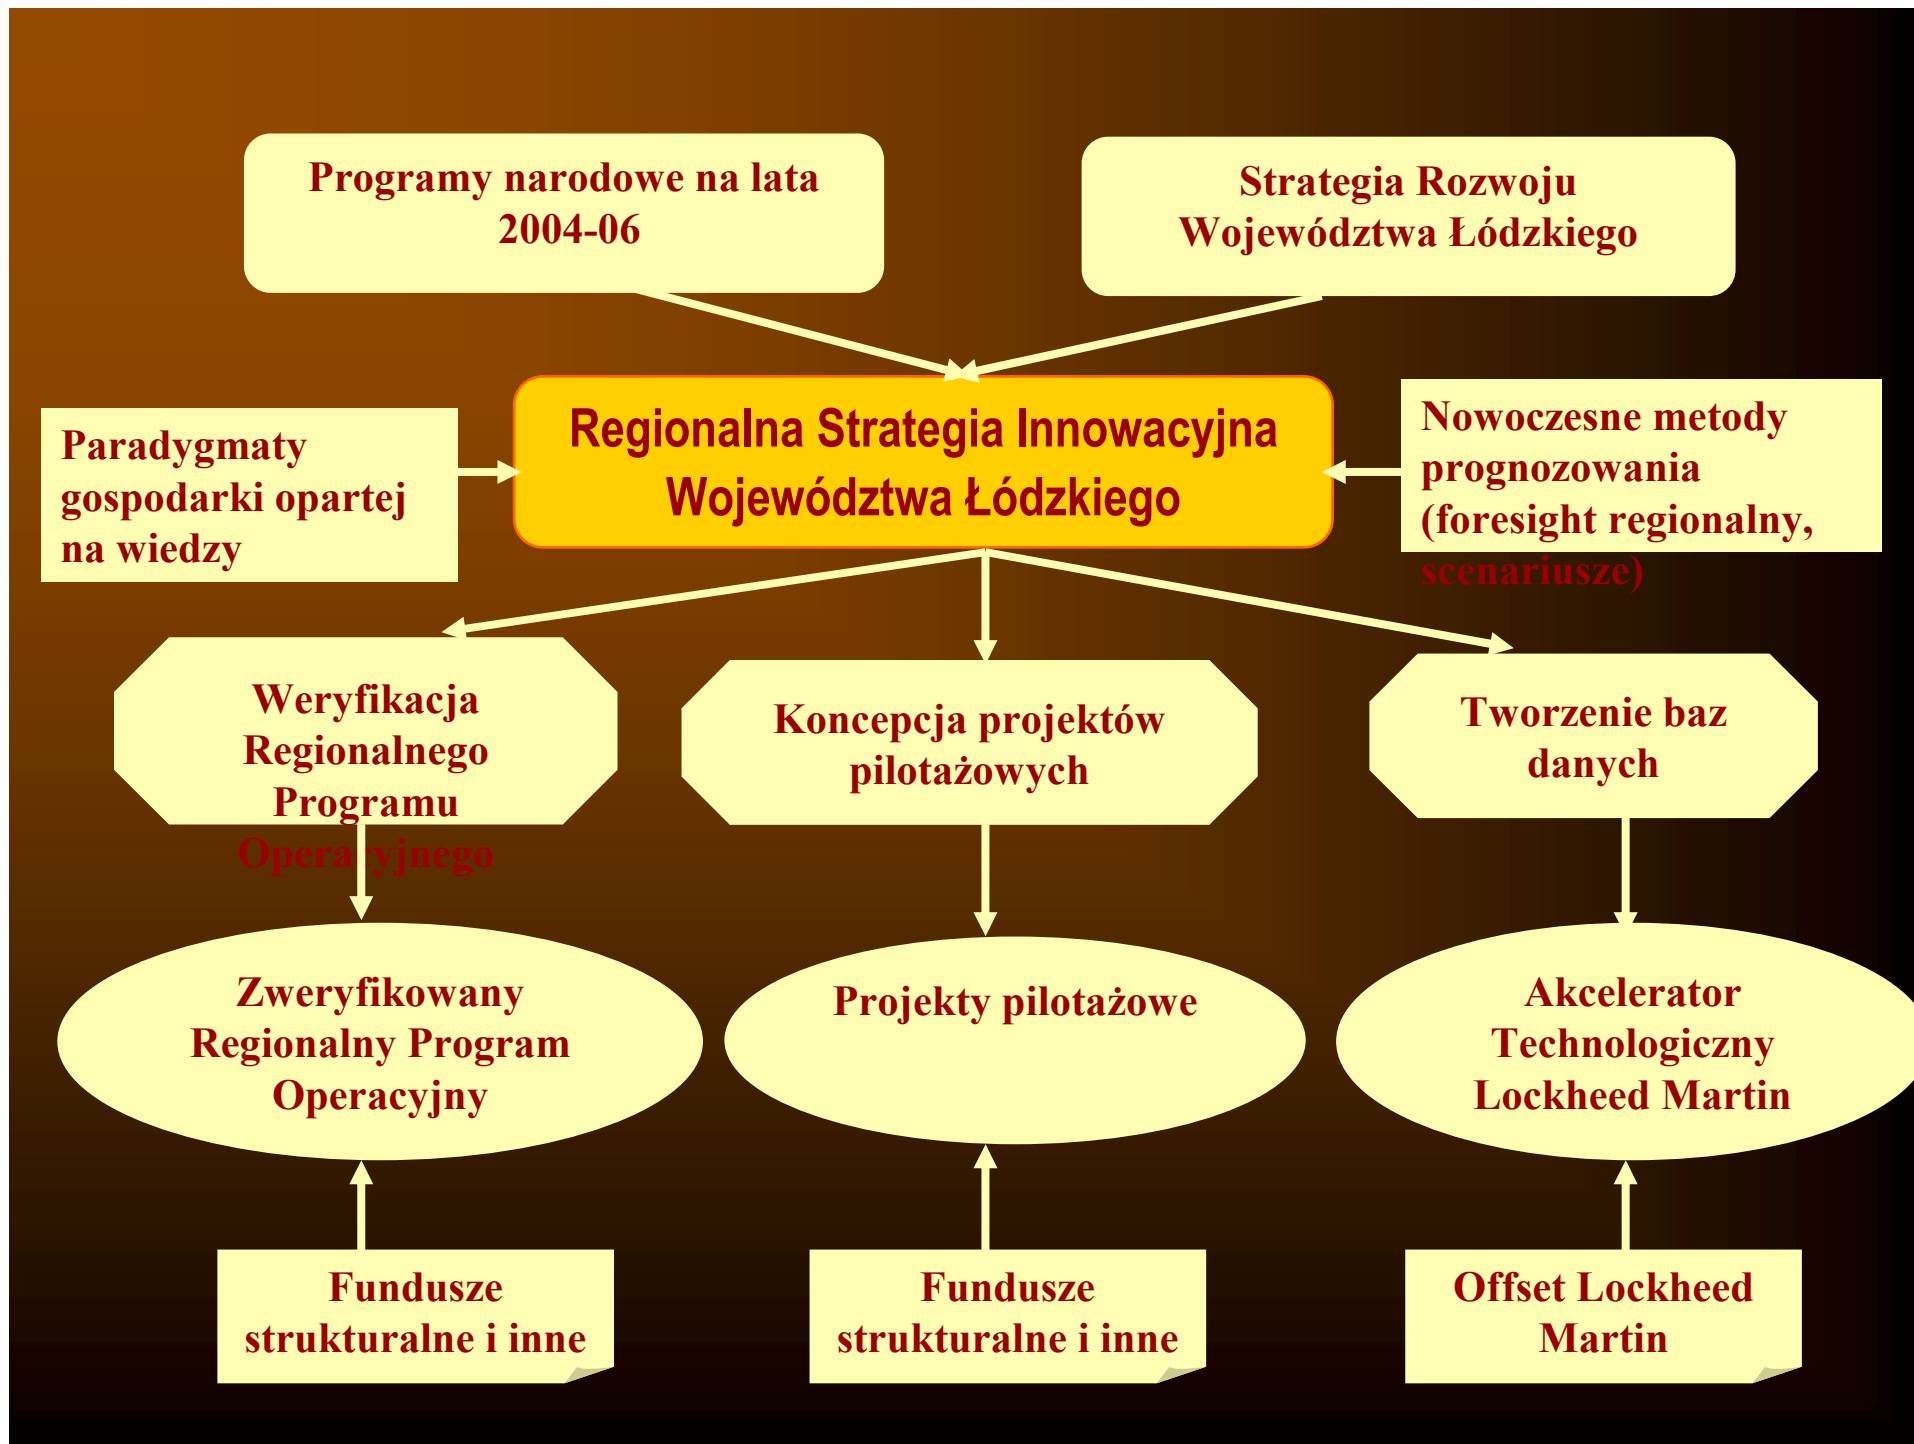 Programy narodowe na lata
2004-06
Strategia Rozwoju
Województwa Łódzkiego
Regionalna Strategia Innowacyjna
Województwa Łódzkiego
Paradygmaty
gospodarki opartej
na wiedzy
Nowoczesne metody
prognozowania
(foresight regionalny,
scenariusze)
Weryfikacja
Regionalnego
Programu
Operacyjnego
Koncepcja projektów
pilotażowych
Tworzenie baz
danych
Zweryfikowany
Regionalny Program
Operacyjny
Projekty pilotażowe
Akcelerator
Technologiczny
Lockheed Martin
Fundusze
strukturalne i inne
Fundusze
strukturalne i inne
Offset Lockheed
Martin